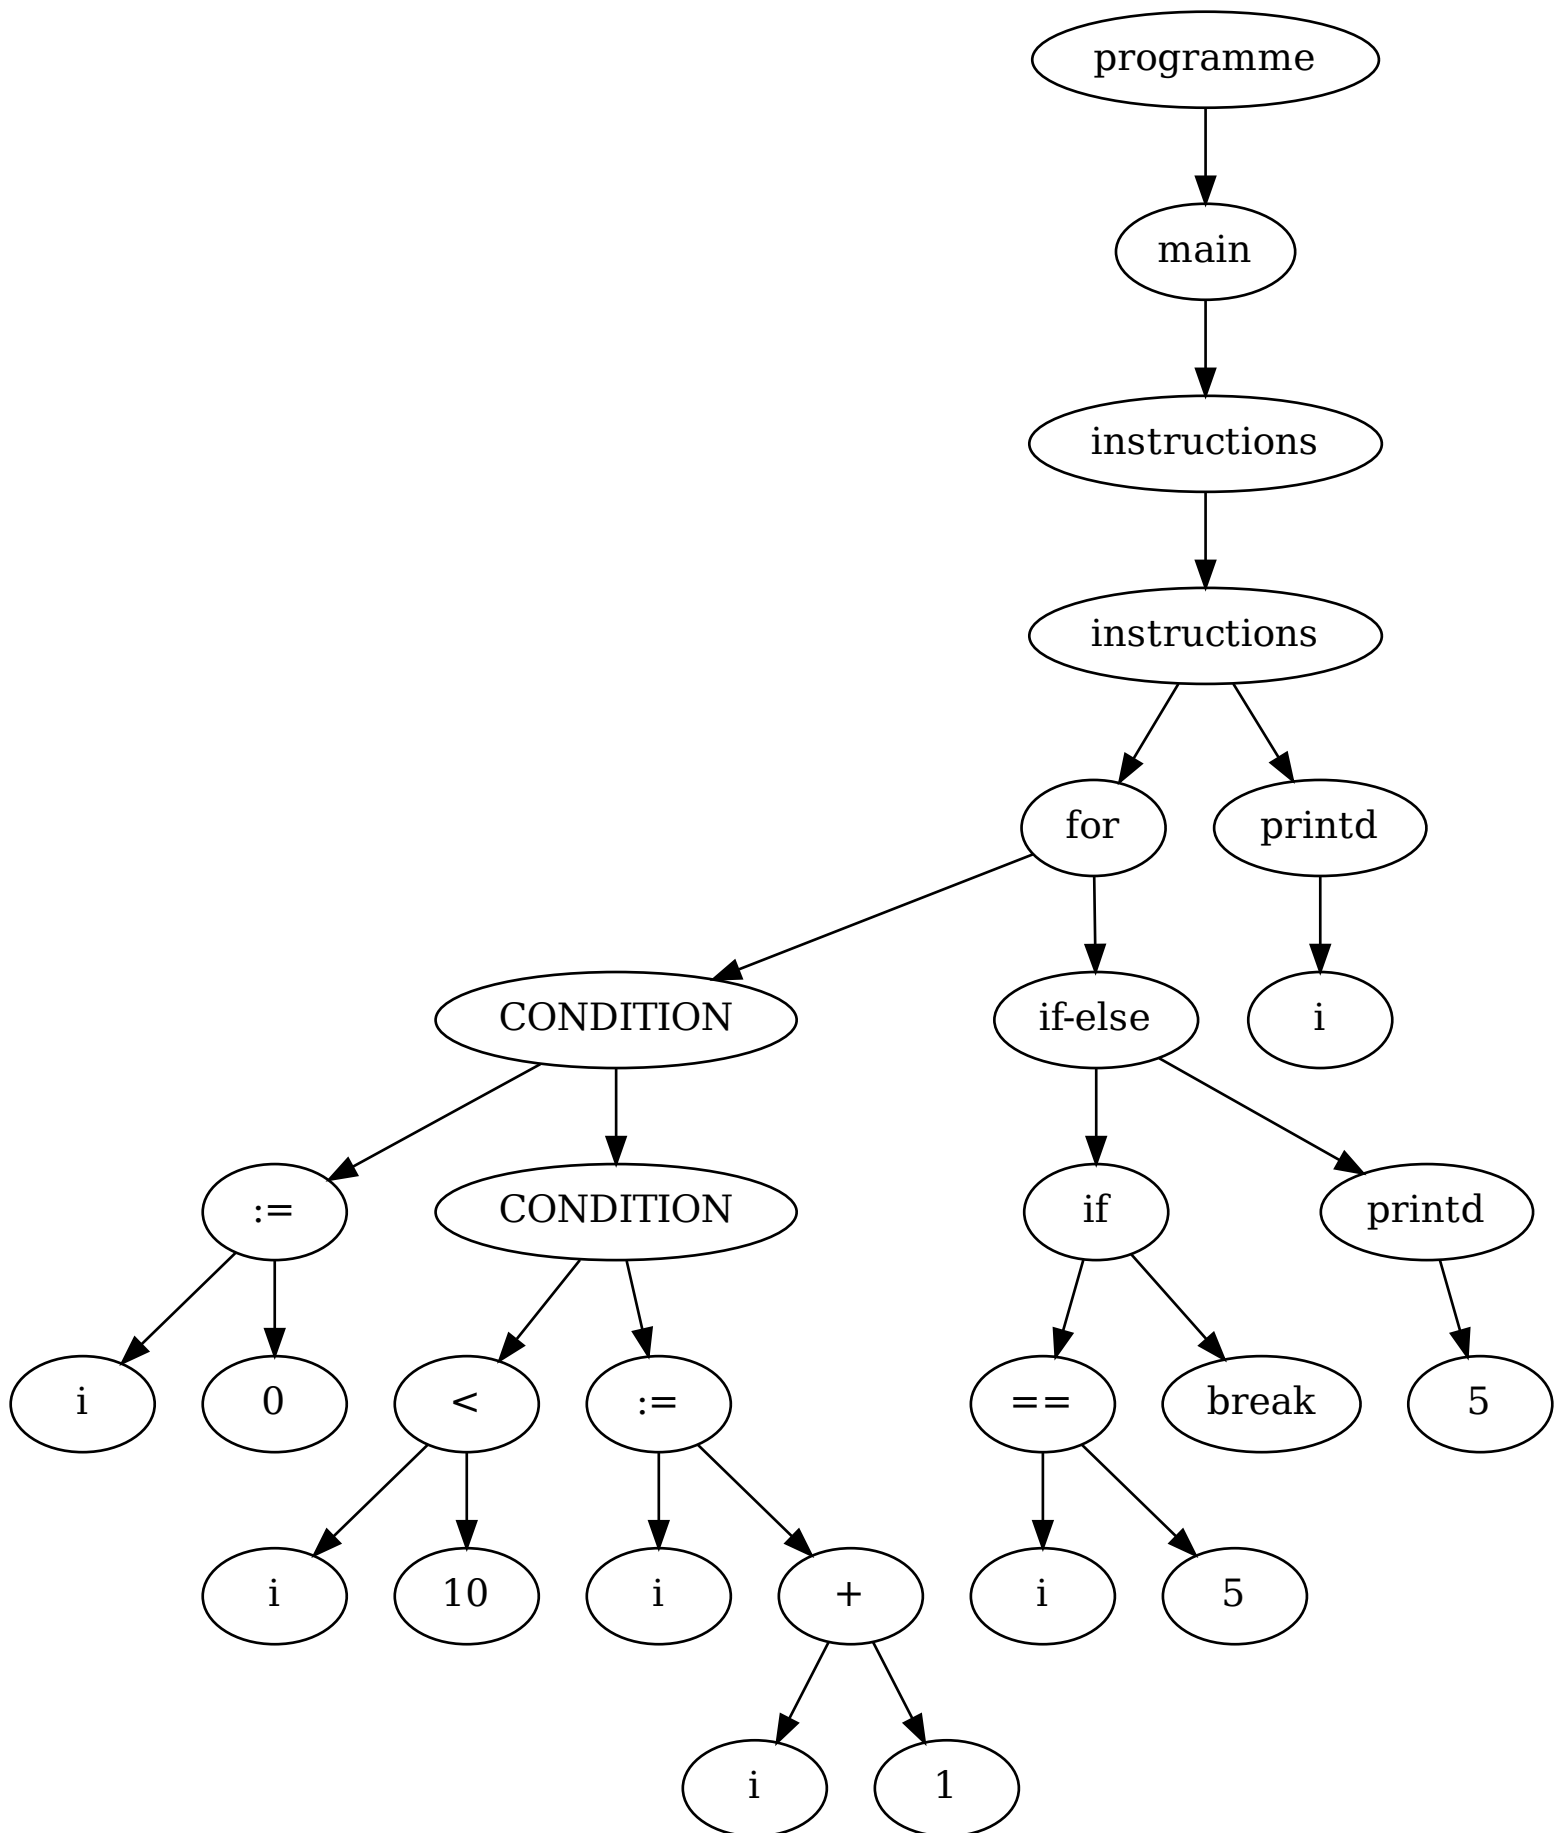 programme
main
instructions
instructions
for
printd
CONDITION
if-else
i
:=
CONDITION
if
printd
i
0
<
:=
==
break
5
i
10
i
+
i
5
i
1